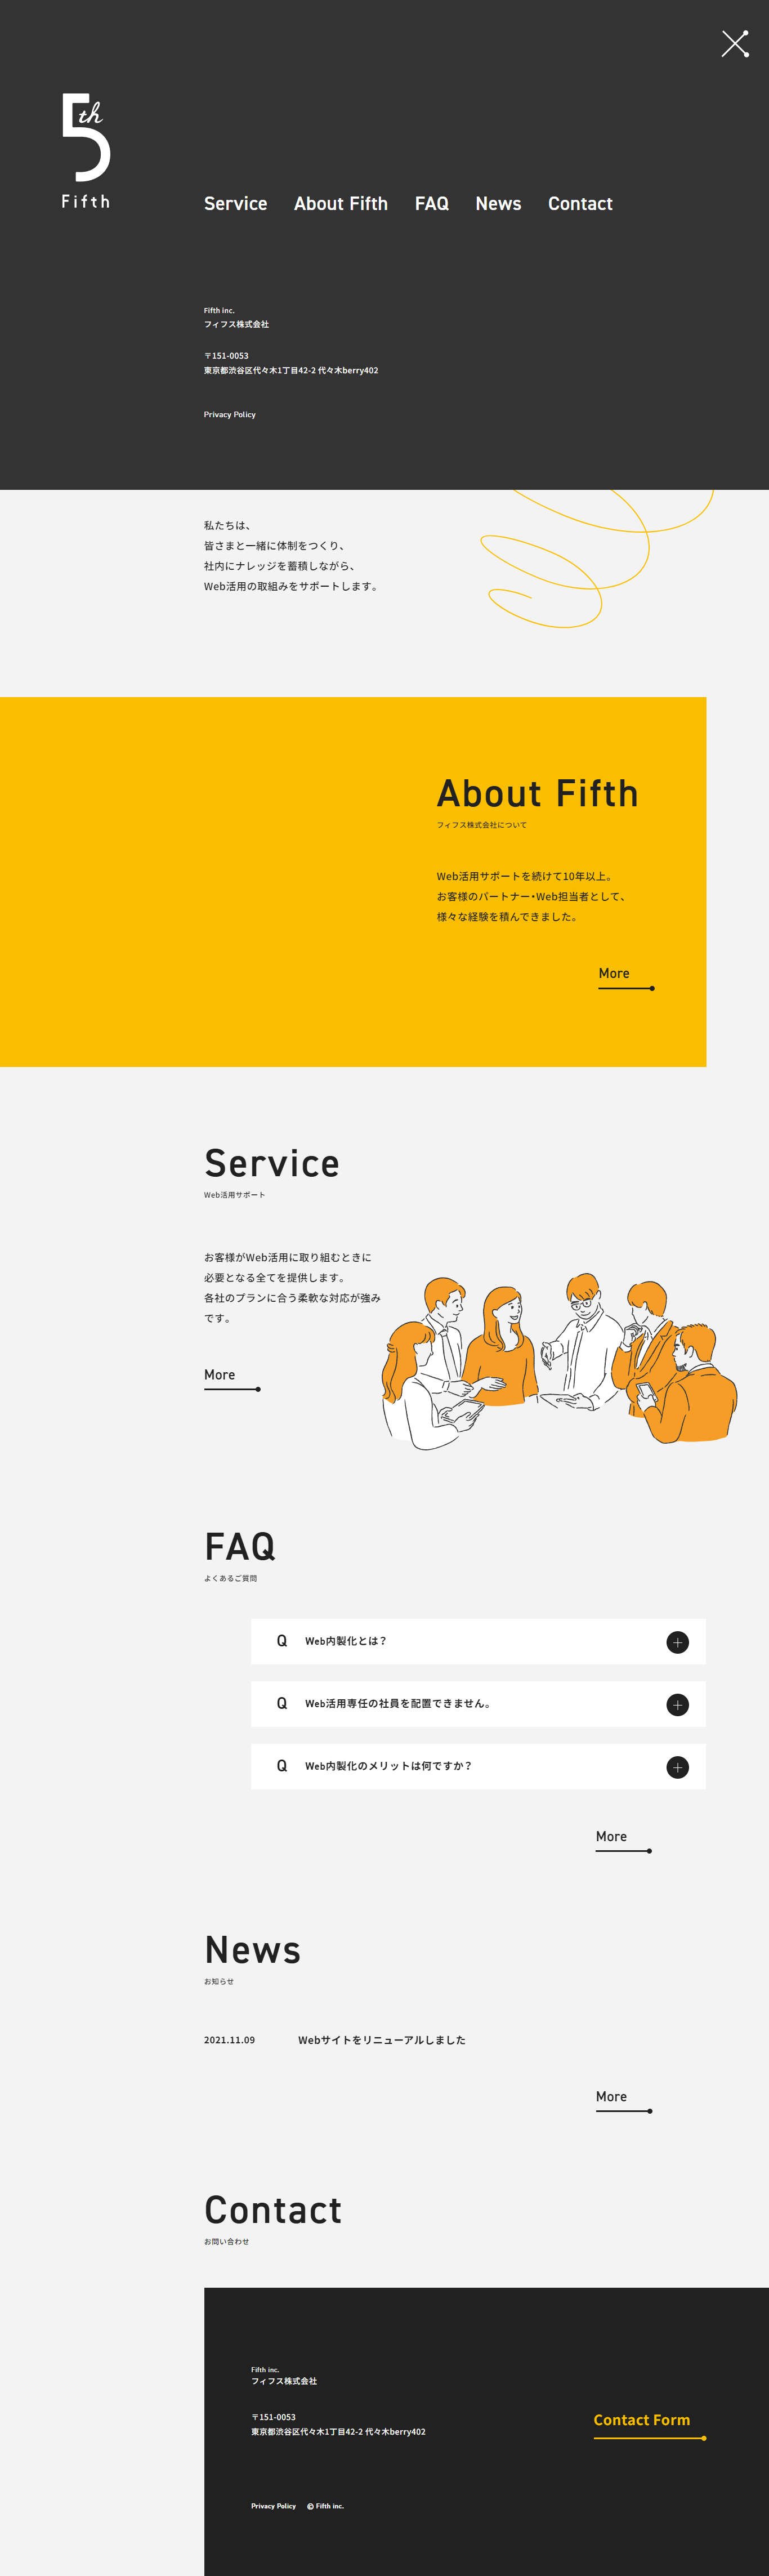 5th
Fifth
Service About Fifth FAQ News Contact
Fifth inc.
フィフス株式会社
〒151-0053
東京都渋谷区代々木1丁目42-2 代々木berry402
Privacy Policy
私たちは、
皆さまと一緒に体制をつくり、
社内にナレッジを蓄積しながら、
Web活用の取組みをサポートします。
About Fifth
フィフス株式会社について
Web活用サポートを続けて10年以上。
お客様のパートナー・Web担当者として、
様々な経験を積んできました。
More
Service
Web活用サポート
お客様がWeb活用に取り組むときに
必要となる全てを提供します。
各社のプランに合う柔軟な対応が強み
です。
More
FAQ
よくあるご質問
Q Web内製化とは？
Q Web活用専任の社員を配置できません。
Q Web内製化のメリットは何ですか？
More
News
お知らせ
2021.11.09 Webサイトをリニューアルしました
More
Contact
お問い合わせ
Fifth inc.
フィフス株式会社
〒151-0053
東京都渋谷区代々木1丁目42-2 代々木berry402
Contact Form
Privacy Policy © Fifth inc.